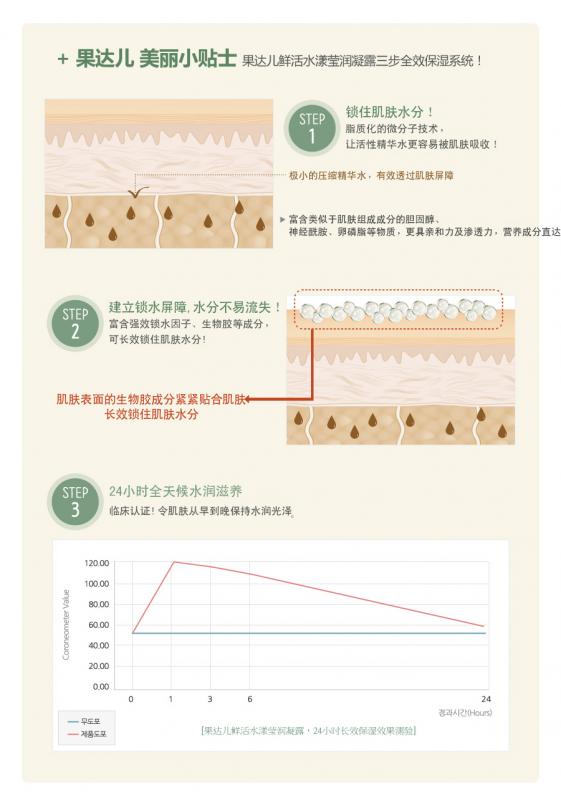 + 果达儿 美丽小贴士 果达儿鲜活水漾莹润凝露三步全效保湿系统！
STEP
1
锁住肌肤水分！
脂质化的微分子技术，
让活性精华水更容易被肌肤吸收！
极小的压缩精华水，有效透过肌肤屏障
▶ 富含类似于肌肤组成成分的胆固醇、
神经酰胺、卵磷脂等物质，更具亲和力及渗透力，营养成分直达
STEP
2
建立锁水屏障, 水分不易流失！
富含强效锁水因子、生物胶等成分，
可长效锁住肌肤水分!
肌肤表面的生物胶成分紧紧贴合肌肤
长效锁住肌肤水分
STEP
3
24小时全天候水润滋养
临床认证! 令肌肤从早到晚保持水润光泽。
Coroneometer Value
120.00
100.00
80.00
60.00
40.00
20.00
0.00
0 1 3 6 24
경과시간(Hours)
무도포
제품도포
[果达儿鲜活水漾莹润凝露，24小时长效保湿效果测险]